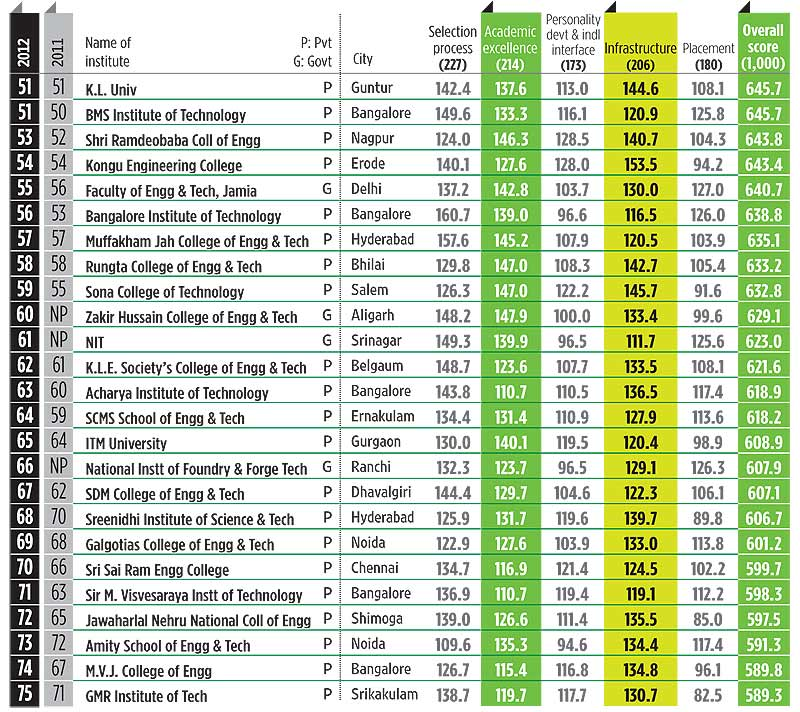 2012 2011 Name of institute P: Pvt G: Govt City Selection process (227) Academic excellence (214) Personality devt & indl interface (173) Infrastructure (206) Placement (180) Overall score (1,000)
51 51 K.L. Univ P Guntur 142.4 137.6 113.0 144.6 108.1 645.7
51 50 BMS Institute of Technology P Bangalore 149.6 133.3 116.1 120.9 125.8 645.7
53 52 Shri Ramdeobaba Coll of Engg P Nagpur 124.0 146.3 128.5 140.7 104.3 643.8
54 54 Kongu Engineering College P Erode 140.1 127.6 128.0 153.5 94.2 643.4
55 56 Faculty of Engg & Tech, Jamia G Delhi 137.2 142.8 103.7 130.0 127.0 640.7
56 53 Bangalore Institute of Technology P Bangalore 160.7 139.0 96.6 116.5 126.0 638.8
57 57 Muffakham Jah College of Engg & Tech P Hyderabad 157.6 145.2 107.9 120.5 103.9 635.1
58 58 Rungta College of Engg & Tech P Bhilai 129.8 147.0 108.3 142.7 105.4 633.2
59 55 Sona College of Technology P Salem 126.3 147.0 122.2 145.7 91.6 632.8
60 NP Zakir Hussain College of Engg & Tech G Aligarh 148.2 147.9 100.0 133.4 99.6 629.1
61 NP NIT G Srinagar 149.3 139.9 96.5 111.7 125.6 623.0
62 61 K.L.E. Society's College of Engg & Tech P Belgaum 148.7 123.6 107.7 133.5 108.1 621.6
63 60 Acharya Institute of Technology P Bangalore 143.8 110.7 110.5 136.5 117.4 618.9
64 59 SCMS School of Engg & Tech P Ernakulam 134.4 131.4 110.9 127.9 113.6 618.2
65 64 ITM University P Gurgaon 130.0 140.1 119.5 120.4 98.9 608.9
66 NP National Instt of Foundry & Forge Tech G Ranchi 132.3 123.7 96.5 129.1 126.3 607.9
67 62 SDM College of Engg & Tech P Dhavalgiri 144.4 129.7 104.6 122.3 106.1 607.1
68 70 Sreenidhi Institute of Science & Tech P Hyderabad 125.9 131.7 119.6 139.7 89.8 606.7
69 68 Galgotias College of Engg & Tech P Noida 122.9 127.6 103.9 133.0 113.8 601.2
70 66 Sri Sai Ram Engg College P Chennai 134.7 116.9 121.4 124.5 102.2 599.7
71 63 Sir M. Visvesaraya Instt of Technology P Bangalore 136.9 110.7 119.4 119.1 112.2 598.3
72 65 Jawaharlal Nehru National Coll of Engg P Shimoga 139.0 126.6 111.4 135.5 85.0 597.5
73 72 Amity School of Engg & Tech P Noida 109.6 135.3 94.6 134.4 117.4 591.3
74 67 M.V.J. College of Engg P Bangalore 126.7 115.4 116.8 134.8 96.1 589.8
75 71 GMR Institute of Tech P Srikakulam 138.7 119.7 117.7 130.7 82.5 589.3